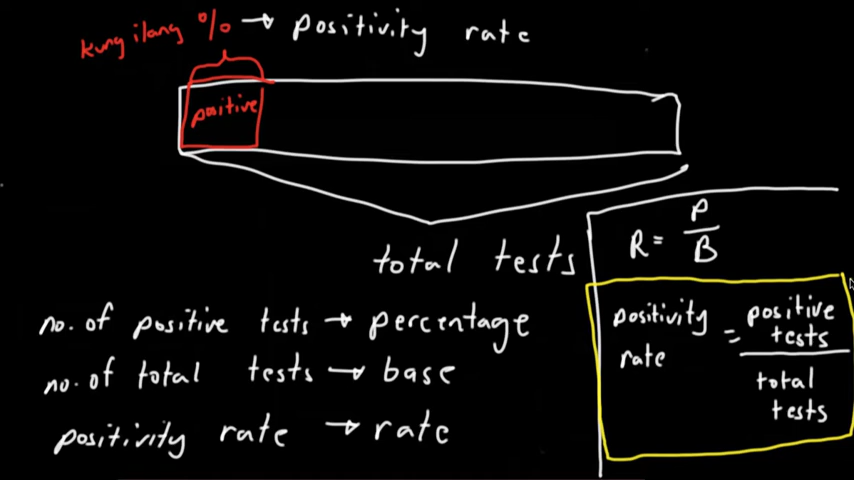 kung ilang % → positivity rate
positive
total tests
no. of positive tests → percentage
no. of total tests → base
positivity rate → rate
R = P/B
positivity rate = positive tests / total tests